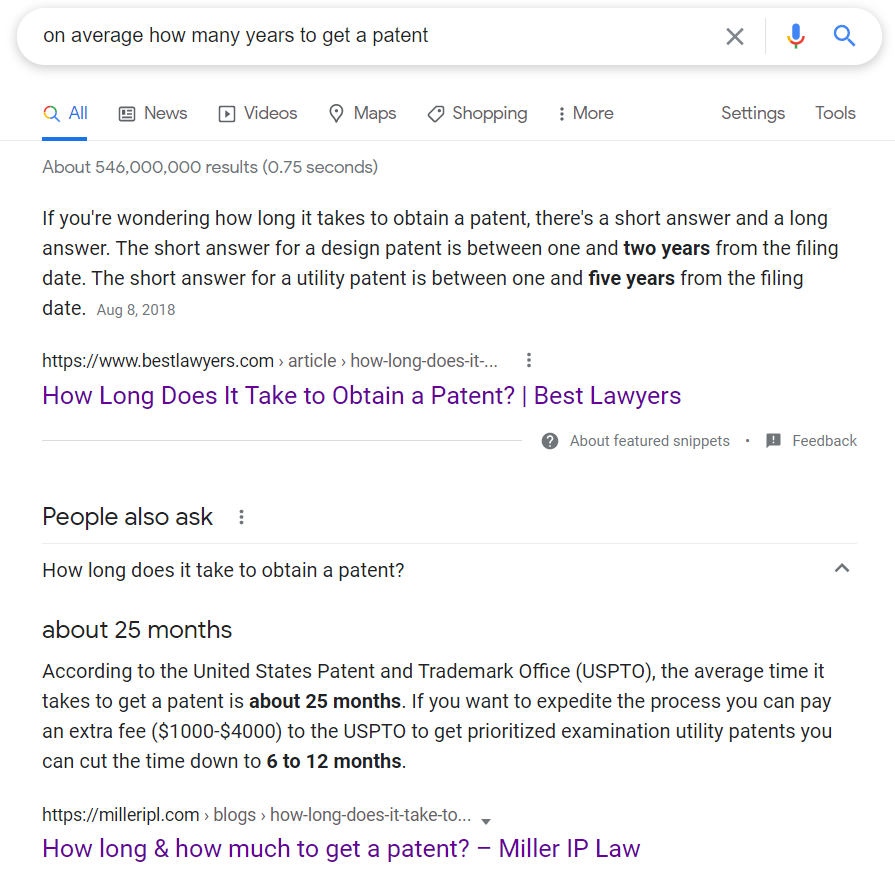 on average how many years to get a patent
All News Videos Maps Shopping More Settings Tools
About 546,000,000 results (0.75 seconds)
If you're wondering how long it takes to obtain a patent, there's a short answer and a long
answer. The short answer for a design patent is between one and two years from the filing
date. The short answer for a utility patent is between one and five years from the filing
date. Aug 8, 2018
https://www.bestlawyers.com › article › how-long-does-it-...
How Long Does It Take to Obtain a Patent? | Best Lawyers
About featured snippets • Feedback
People also ask
How long does it take to obtain a patent?
about 25 months
According to the United States Patent and Trademark Office (USPTO), the average time it
takes to get a patent is about 25 months. If you want to expedite the process you can pay
an extra fee ($1000-$4000) to the USPTO to get prioritized examination utility patents you
can cut the time down to 6 to 12 months.
https://milleripl.com › blogs › how-long-does-it-take-to...
How long & how much to get a patent? – Miller IP Law